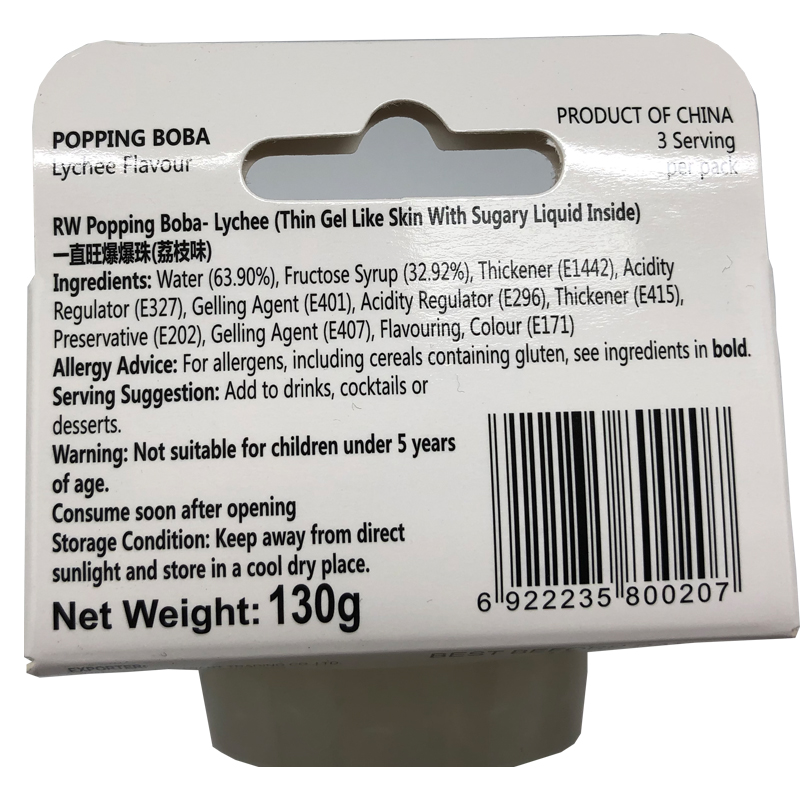 POPPING BOBA
Lychee Flavour
PRODUCT OF CHINA
3 Serving
per pack
RW Popping Boba- Lychee (Thin Gel Like Skin With Sugary Liquid Inside)
一直旺爆爆珠(荔枝味)
Ingredients: Water (63.90%), Fructose Syrup (32.92%), Thickener (E1442), Acidity
Regulator (E327), Gelling Agent (E401), Acidity Regulator (E296), Thickener (E415),
Preservative (E202), Gelling Agent (E407), Flavouring, Colour (E171)
Allergy Advice: For allergens, including cereals containing gluten, see ingredients in bold.
Serving Suggestion: Add to drinks, cocktails or
desserts.
Warning: Not suitable for children under 5 years
of age.
Consume soon after opening
Storage Condition: Keep away from direct
sunlight and store in a cool dry place.
Net Weight: 130g
6 922235 800207
EXPORTER:
BEST